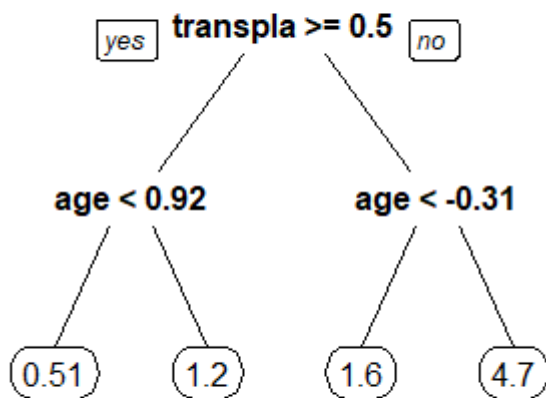 yes transpla >= 0.5 no
age < 0.92 age < -0.31
0.51 1.2 1.6 4.7